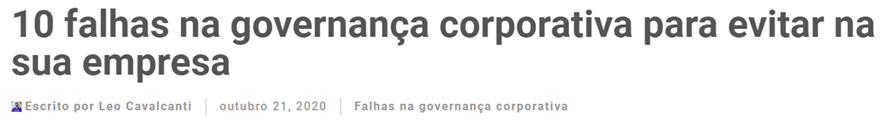 10 falhas na governança corporativa para evitar na
sua empresa
Escrito por Leo Cavalcanti | outubro 21, 2020 | Falhas na governança corporativa